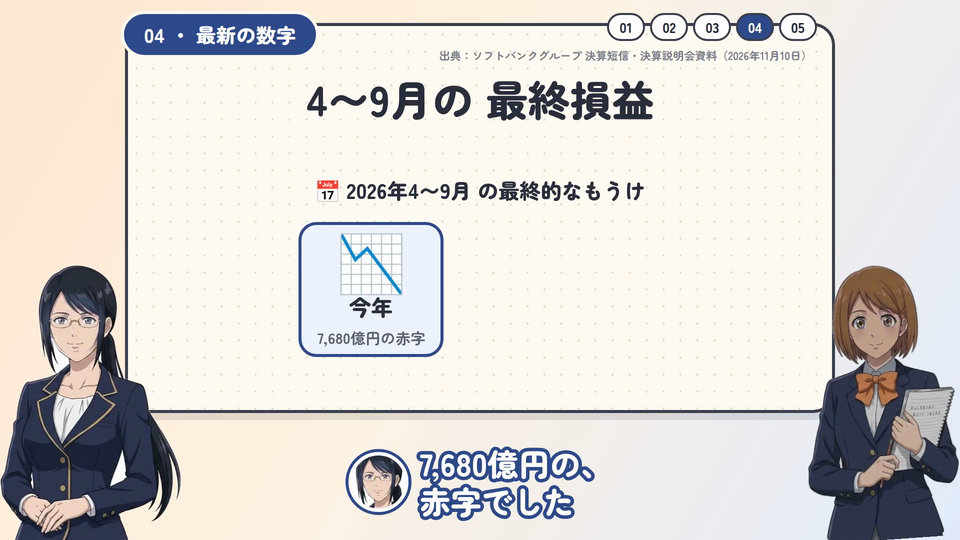 04 ・ 最新の数字
01 02 03 04 05
出典：ソフトバンクグループ 決算短信・決算説明会資料（2026年11月10日）
4〜9月の 最終損益
July
17
2026年4〜9月 の最終的なもうけ
今年
7,680億円の赤字
7,680億円の、
赤字でした